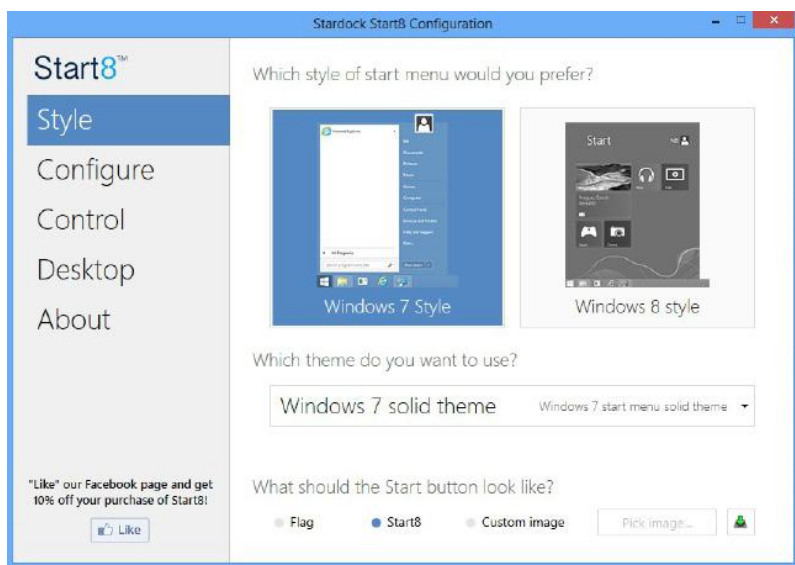 Stardock Start8 Configuration
Start8™
Style
Configure
Control
Desktop
About
"Like" our Facebook page and get
10% off your purchase of Start8!
Like
Which style of start menu would you prefer?
Windows 7 Style
Start
Windows 8 style
Which theme do you want to use?
Windows 7 solid theme
Windows 7 start menu solid theme
What should the Start button look like?
Flag
Start8
Custom image
Pick image...